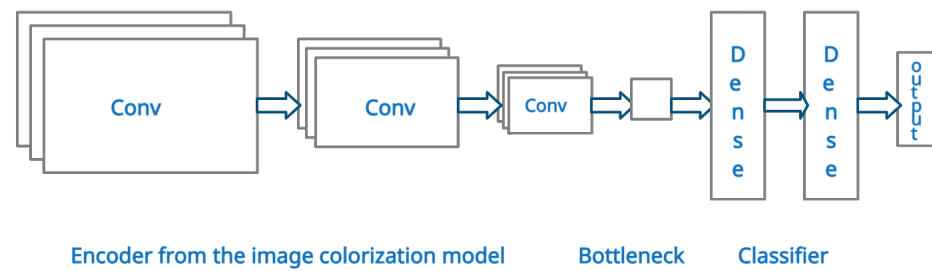 Conv
Conv
Conv
Dense
Dense
output
Encoder from the image colorization model
Bottleneck
Classifier